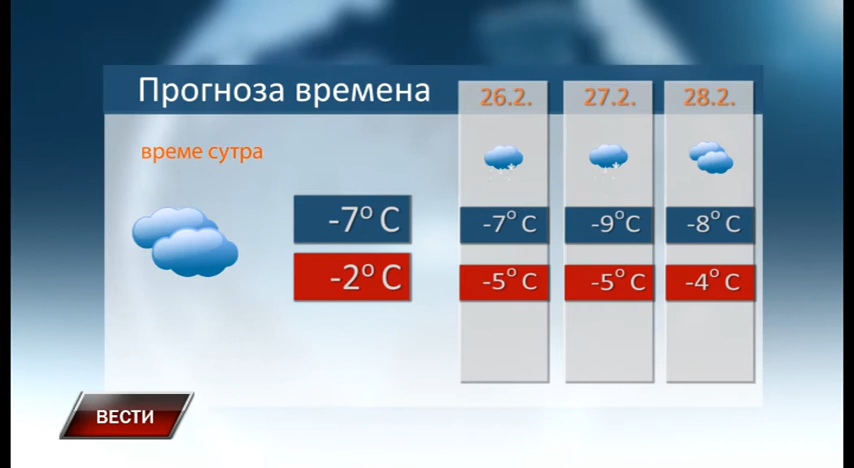 Прогноза времена
време сутра
-7° C
-2° C
26.2.
-7° C
-5° C
27.2.
-9°C
-5° C
28.2.
-8° C
-4° C
ВЕСТИ